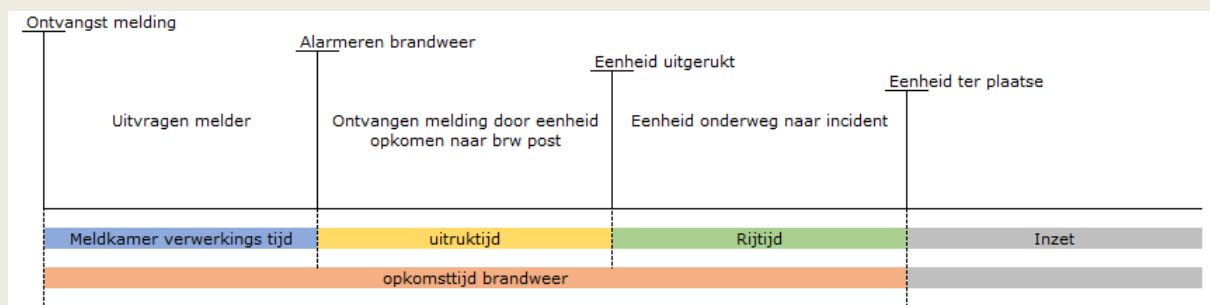 Ontvangst melding
Alarmeren brandweer
Eenheid uitgerukt
Eenheid ter plaatse
Uitvragen melder
Ontvangen melding door eenheid
opkomen naar brw post
Eenheid onderweg naar incident
Meldkamer verwerkings tijd
uitruktijd
Rijtijd
Inzet
opkomsttijd brandweer